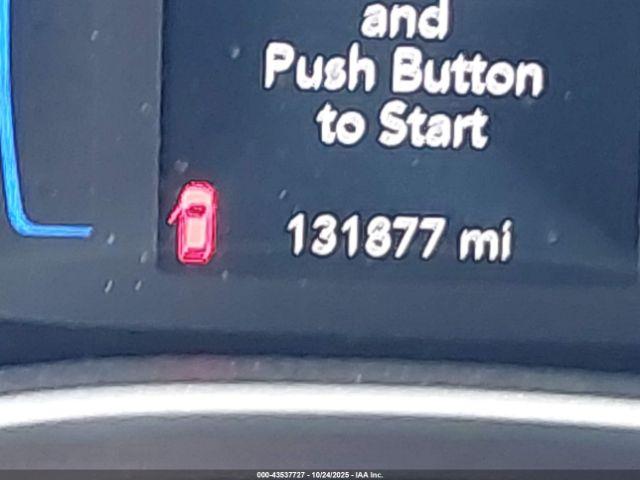 and
Push Button
to Start
131877 mi
000-43537727 - 10/24/2025 - IAA Inc.